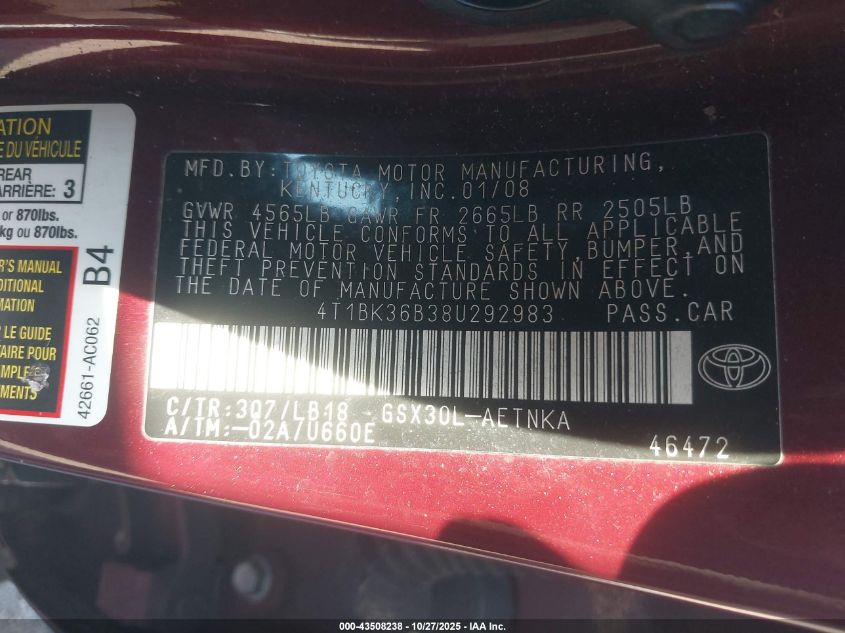 ATION
E DU VÉHICULE
REAR
ARRIÈRE: 3
or 870lbs.
kg ou 870lbs.
B4
R'S MANUAL
DITIONAL
RMATION
R LE GUIDE
TAIRE POUR
MENTS
42661-AC062
MFD.BY:TOYOTA MOTOR MANUFACTURING,
KENTUCKY, INC.01/08
GVWR 4565LB GAWR FR 2665LB RR 2505LB
THIS VEHICLE CONFORMS TO ALL APPLICABLE
FEDERAL MOTOR VEHICLE SAFETY,BUMPER,AND
THEFT PREVENTION STANDARDS IN EFFECT ON
THE DATE OF MANUFACTURE SHOWN ABOVE.
4T1BK36B38U292983 PASS.CAR
C/TR:3Q7/LB18 GSX30L-AETNKA
A/TM:-02A/U660E
46472
TOYOTA
000-43508238 - 10/27/2025 - IAA Inc.